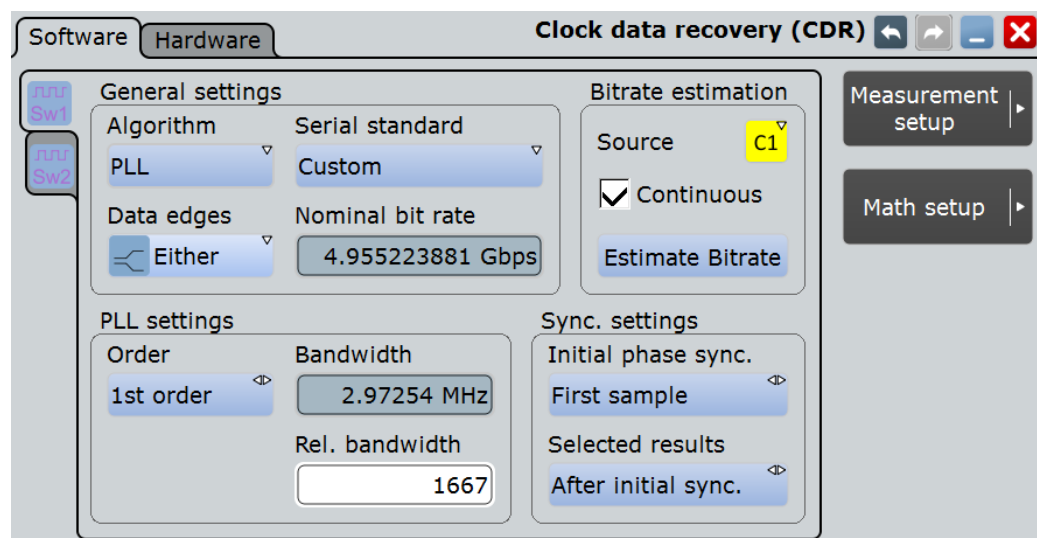 Software
Hardware
Clock data recovery (CDR)
Sw1
Sw2
General settings
Algorithm
Serial standard
PLL
Custom
Data edges
Nominal bit rate
Either
4.955223881 Gbps
Bitrate estimation
Source
C1
Continuous
Estimate Bitrate
PLL settings
Order
Bandwidth
1st order
2.97254 MHz
Rel. bandwidth
1667
Sync. settings
Initial phase sync.
First sample
Selected results
After initial sync.
Measurement
setup
Math setup